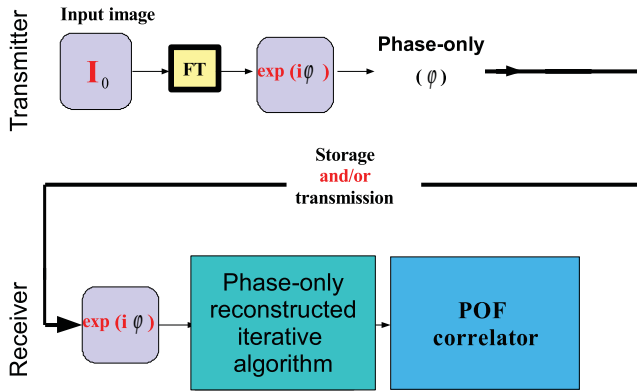 Transmitter
Input image
I0
FT
exp (iφ )
Phase-only
(φ)
Storage
and/or
transmission
Receiver
exp (i φ )
Phase-only
reconstructed
iterative
algorithm
POF
correlator